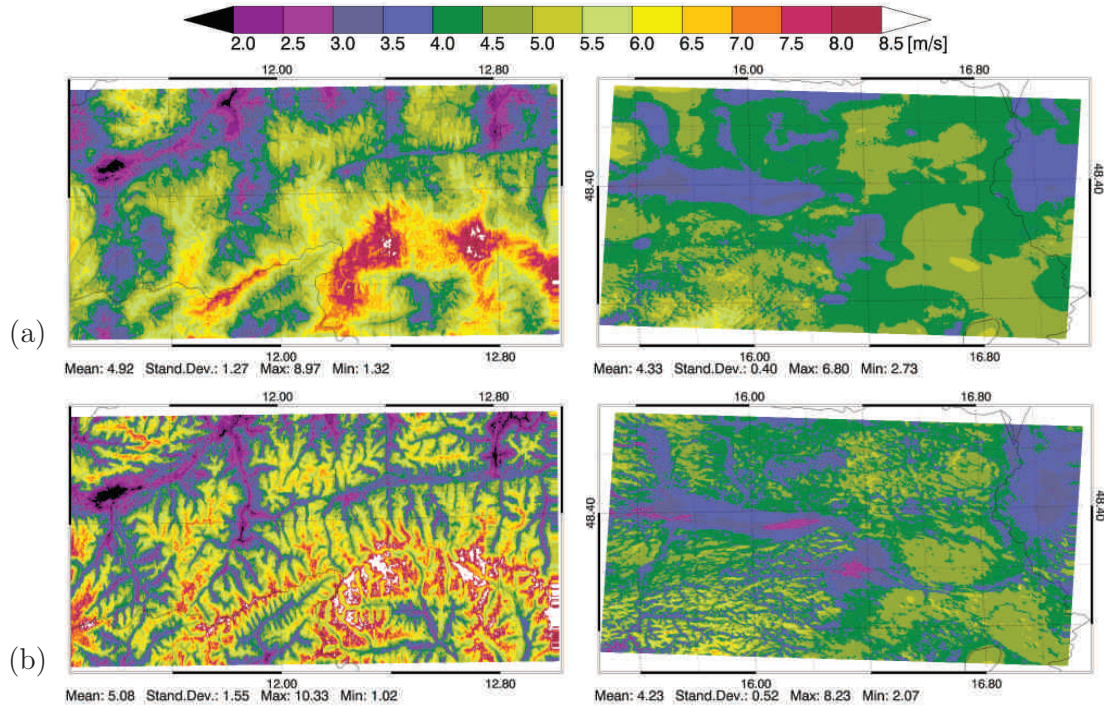 2.0 2.5 3.0 3.5 4.0 4.5 5.0 5.5 6.0 6.5 7.0 7.5 8.0 8.5 [m/s]
12.00 12.80 16.00 16.80
48.40 48.40
(a)
12.00 12.80 16.00 16.80
Mean: 4.92 Stand.Dev.: 1.27 Max: 8.97 Min: 1.32 Mean: 4.33 Stand.Dev.: 0.40 Max: 6.80 Min: 2.73
16.80
48.40 48.40
(b)
12.00 12.80 16.00 16.80
Mean: 5.08 Stand.Dev.: 1.55 Max: 10.33 Min: 1.02 Mean: 4.23 Stand.Dev.: 0.52 Max: 8.23 Min: 2.07